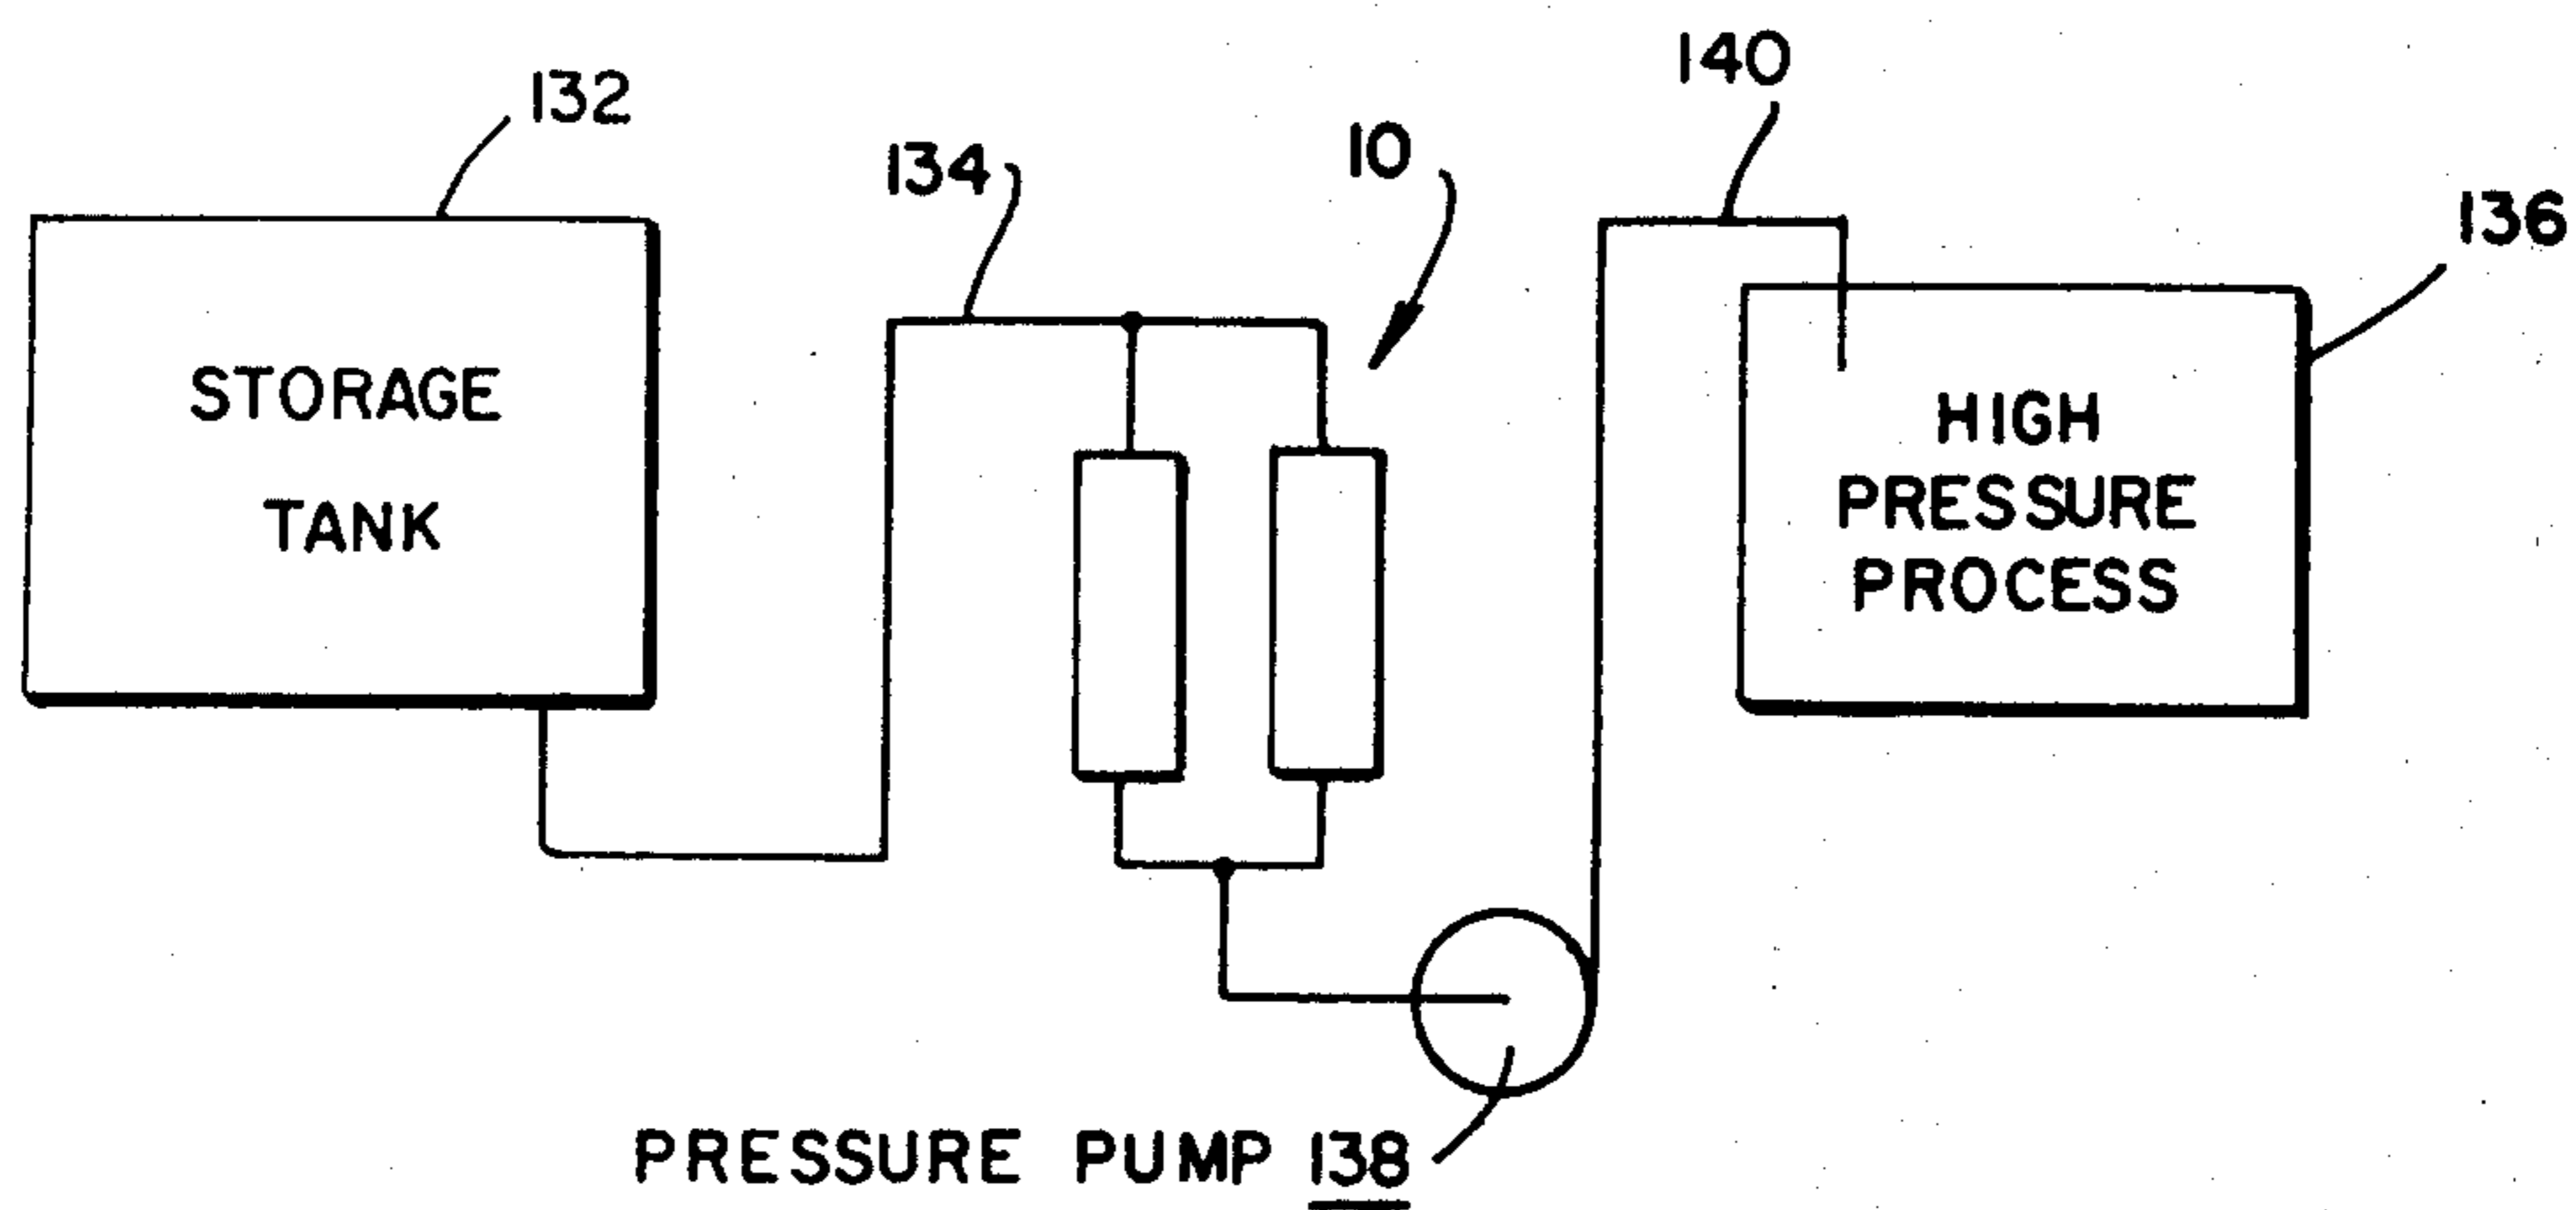 132
134
10
140
136
STORAGE
TANK
HIGH
PRESSURE
PROCESS
PRESSURE PUMP 138